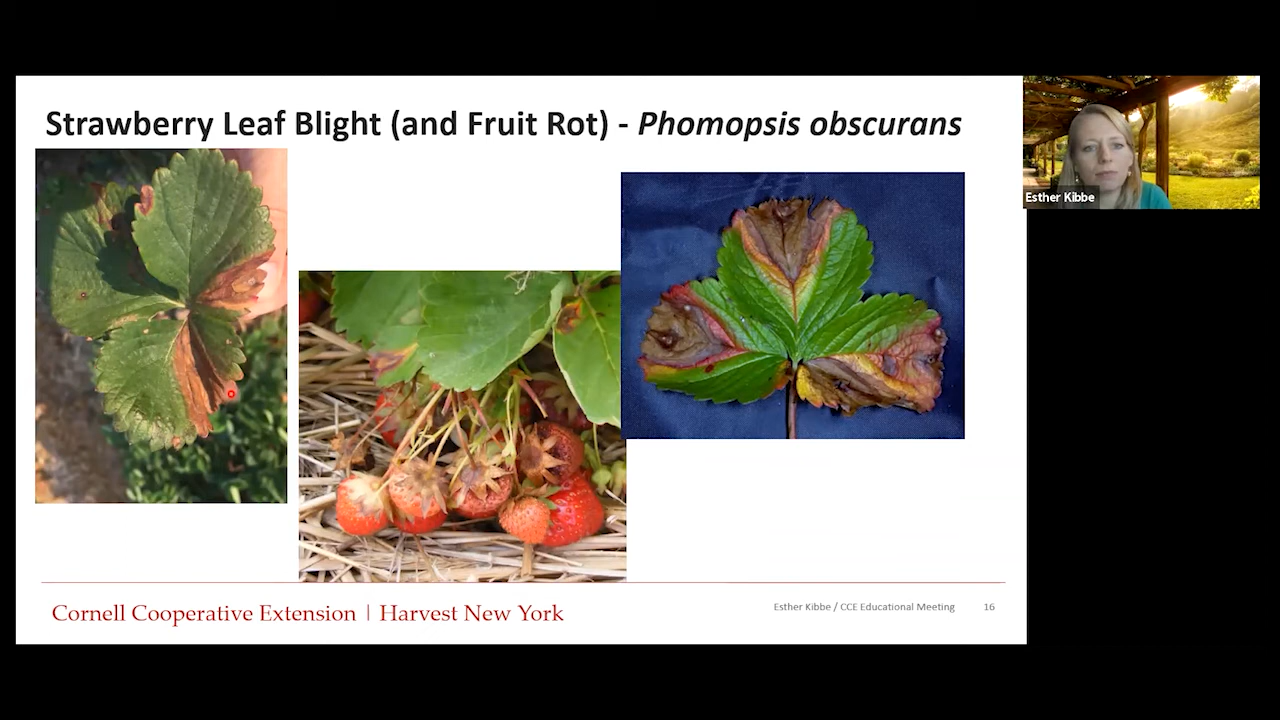 Strawberry Leaf Blight (and Fruit Rot) - Phomopsis obscurans
Esther Kibbe
Cornell Cooperative Extension | Harvest New York
Esther Kibbe / CCE Educational Meeting 16